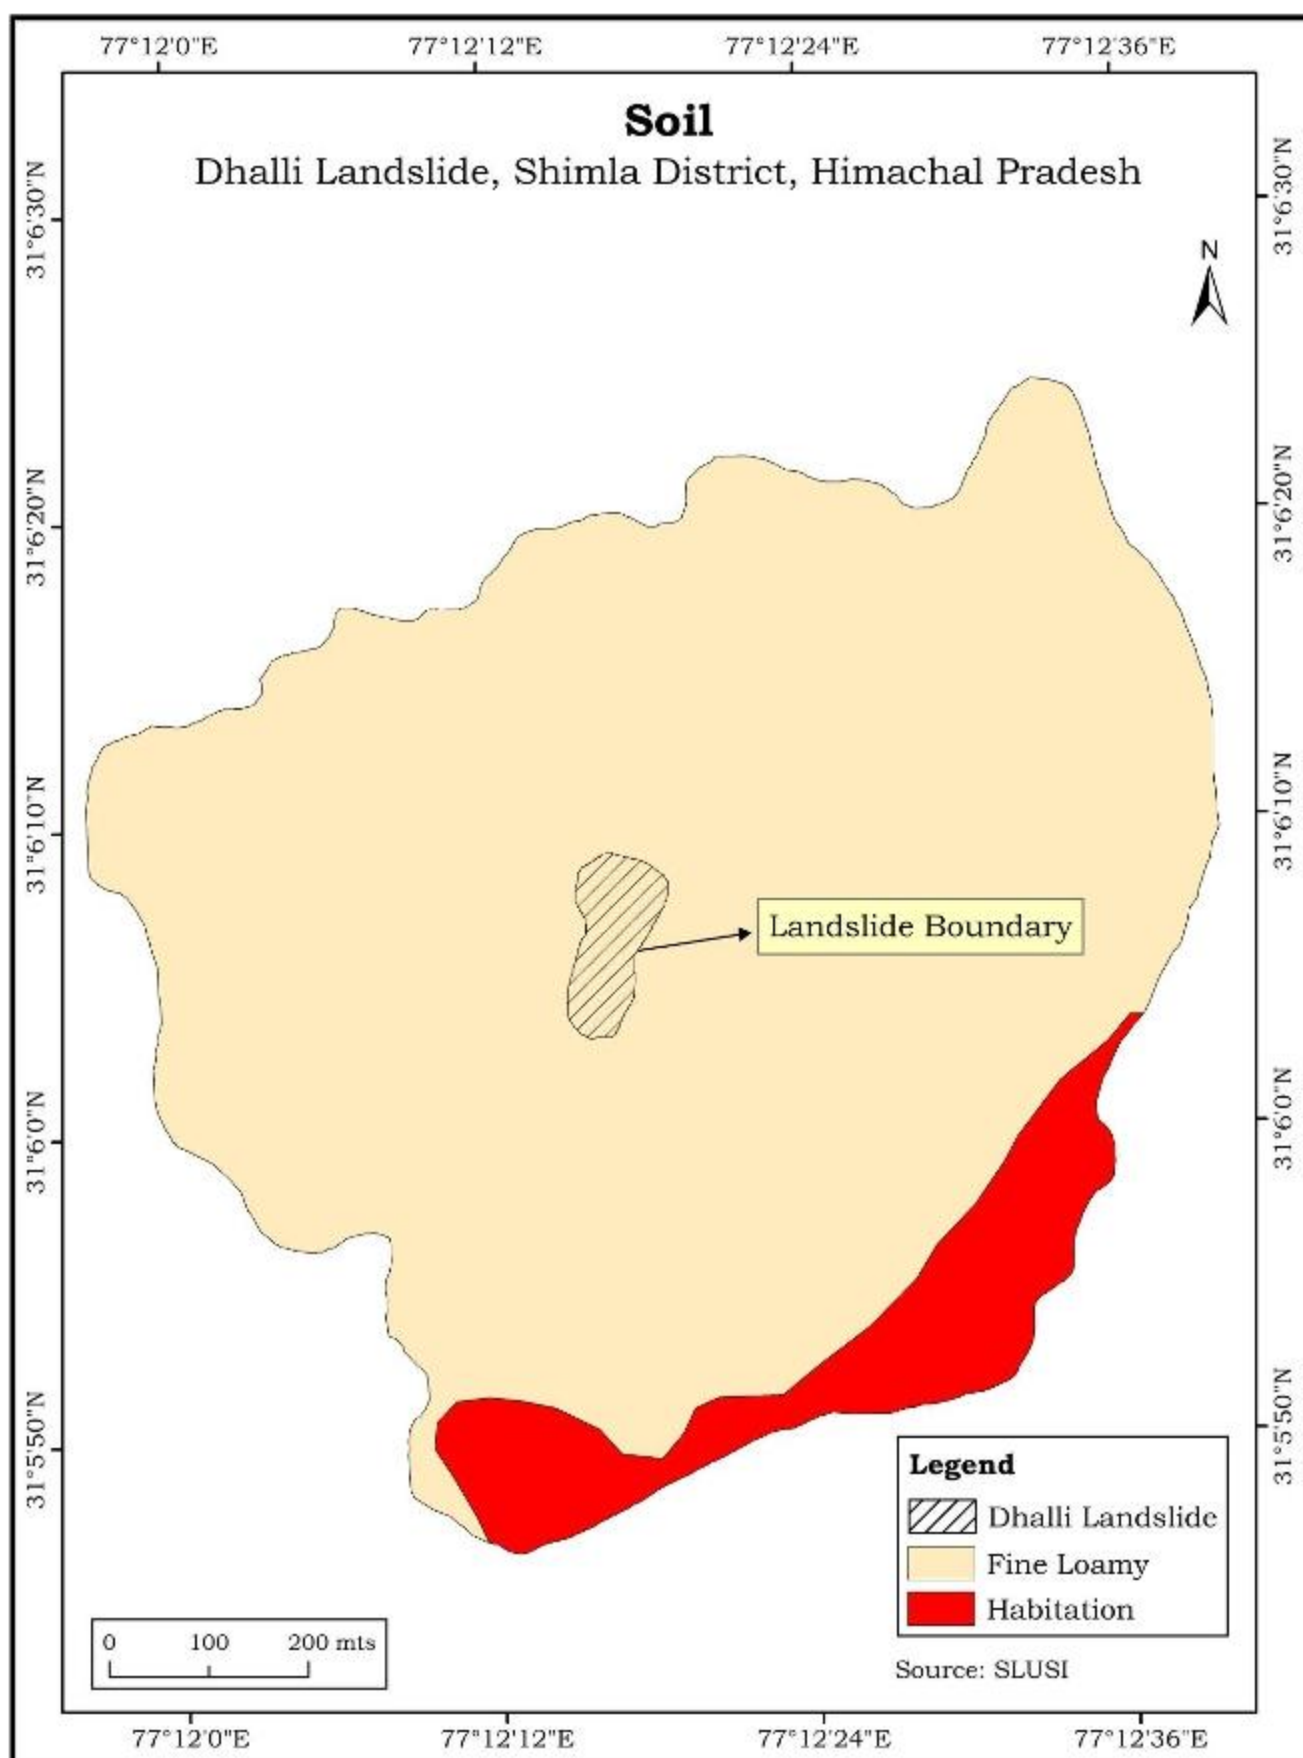 77°12'0"E
77°12'12"E
77°12'24"E
77°12'36"E
Soil
Dhalli Landslide, Shimla District, Himachal Pradesh
31°6'30"N
31°6'30"N
N
31°6'20"N
31°6'20"N
31°6'10"N
31°6'10"N
Landslide Boundary
31°6'0"N
31°6'0"N
31°5'50"N
31°5'50"N
Legend
Dhalli Landslide
Fine Loamy
Habitation
0 100 200 mts
Source: SLUSI
77°12'0"E
77°12'12"E
77°12'24"E
77°12'36"E